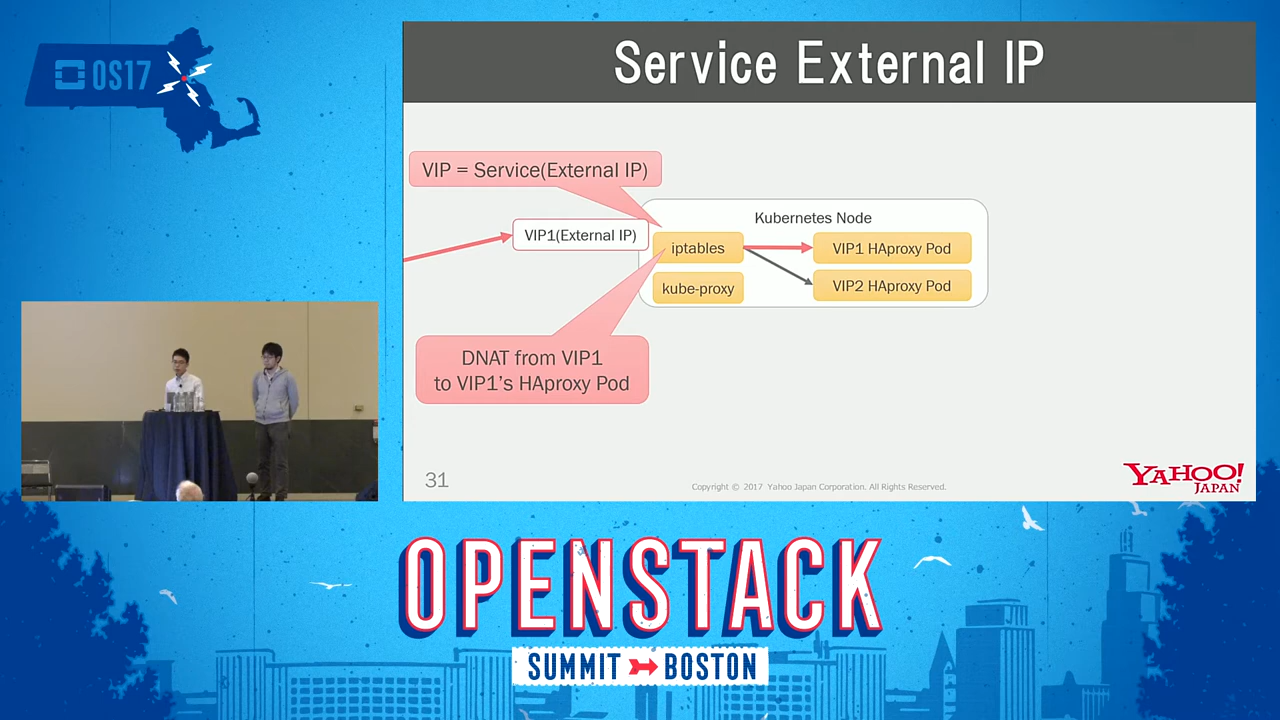 OS17
Service External IP
VIP = Service(External IP)
VIP1(External IP)
Kubernetes Node
iptables
VIP1 HAproxy Pod
kube-proxy
VIP2 HAproxy Pod
DNAT from VIP1
to VIP1's HAproxy Pod
31
Copyright © 2017 Yahoo Japan Corporation. All Rights Reserved.
YAHOO!
JAPAN
OPENSTACK
SUMMIT BOSTON